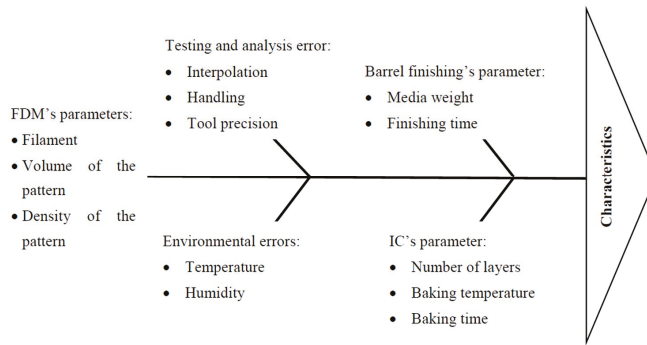 FDM's parameters:
• Filament
• Volume of the
pattern
• Density of the
pattern
Testing and analysis error:
• Interpolation
• Handling
• Tool precision
Barrel finishing's parameter:
• Media weight
• Finishing time
Environmental errors:
• Temperature
• Humidity
IC's parameter:
• Number of layers
• Baking temperature
• Baking time
Characteristics